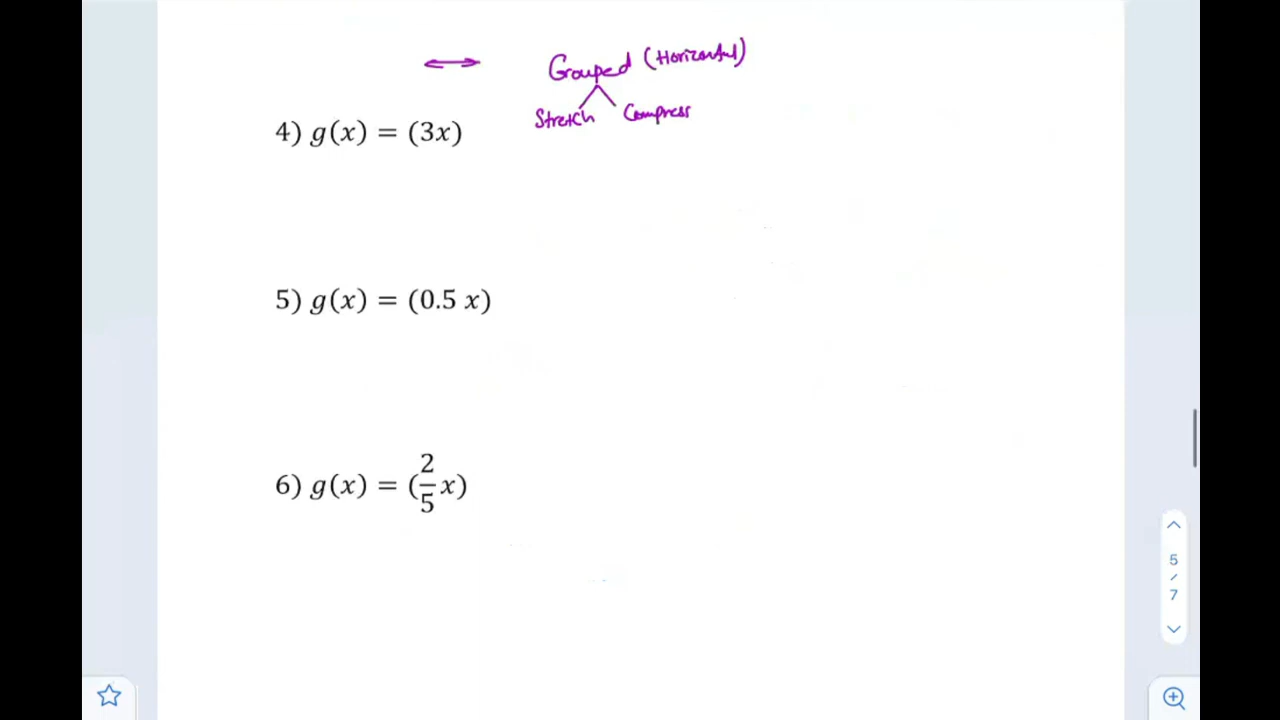 Grouped (Horizontal)
Stretch Compress
4) g(x) = (3x)
5) g(x) = (0.5 x)
6) g(x) = (2/5 x)
5
/
7